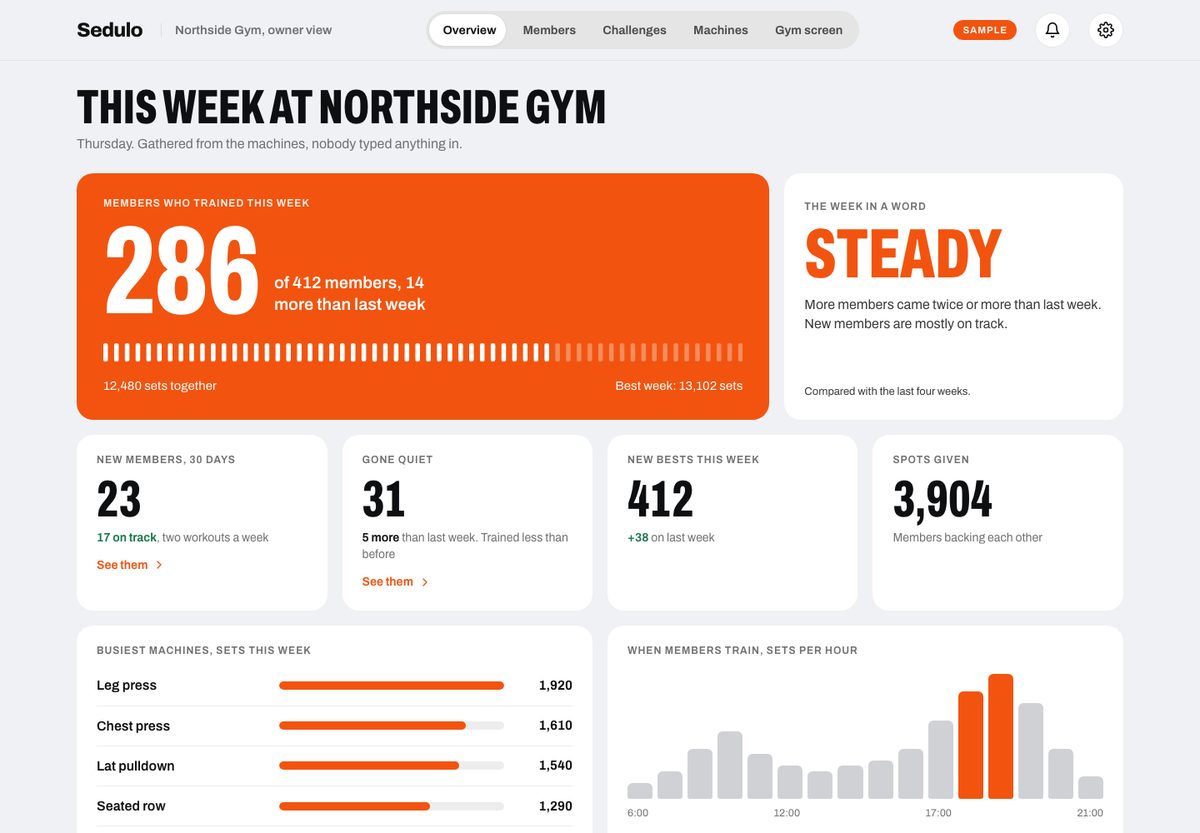 Sedulo
Northside Gym, owner view
Overview
Members
Challenges
Machines
Gym screen
SAMPLE
THIS WEEK AT NORTHSIDE GYM
Thursday. Gathered from the machines, nobody typed anything in.
MEMBERS WHO TRAINED THIS WEEK
286
of 412 members, 14
more than last week
12,480 sets together
Best week: 13,102 sets
THE WEEK IN A WORD
STEADY
More members came twice or more than last week.
New members are mostly on track.
Compared with the last four weeks.
NEW MEMBERS, 30 DAYS
23
17 on track, two workouts a week
See them
GONE QUIET
31
5 more than last week. Trained less than
before
See them
NEW BESTS THIS WEEK
412
+38 on last week
SPOTS GIVEN
3,904
Members backing each other
BUSIEST MACHINES, SETS THIS WEEK
Leg press 1,920
Chest press 1,610
Lat pulldown 1,540
Seated row 1,290
WHEN MEMBERS TRAIN, SETS PER HOUR
6:00 12:00 17:00 21:00